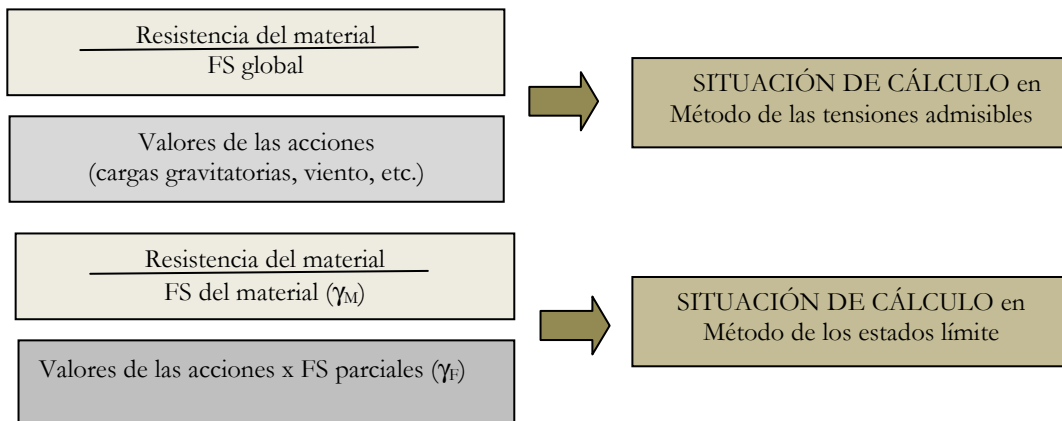 Resistencia del material
FS global
Valores de las acciones
(cargas gravitatorias, viento, etc.)
SITUACIÓN DE CÁLCULO en
Método de las tensiones admisibles
Resistencia del material
FS del material (γM)
Valores de las acciones x FS parciales (γF)
SITUACIÓN DE CÁLCULO en
Método de los estados límite